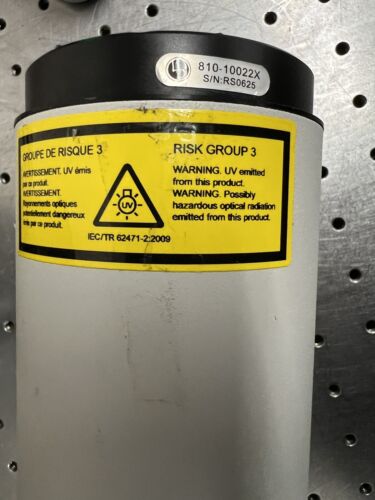 810-10022X
S/N:RS0625
GROUPE DE RISQUE 3
AVERTISSEMENT. UV émis
par ce produit.
AVERTISSEMENT.
Rayonnements optiques
potentiellement dangereux
émis par ce produit.
UV
IEC/TR 62471-2:2009
RISK GROUP 3
WARNING. UV emitted
from this product.
WARNING. Possibly
hazardous optical radiation
emitted from this product.